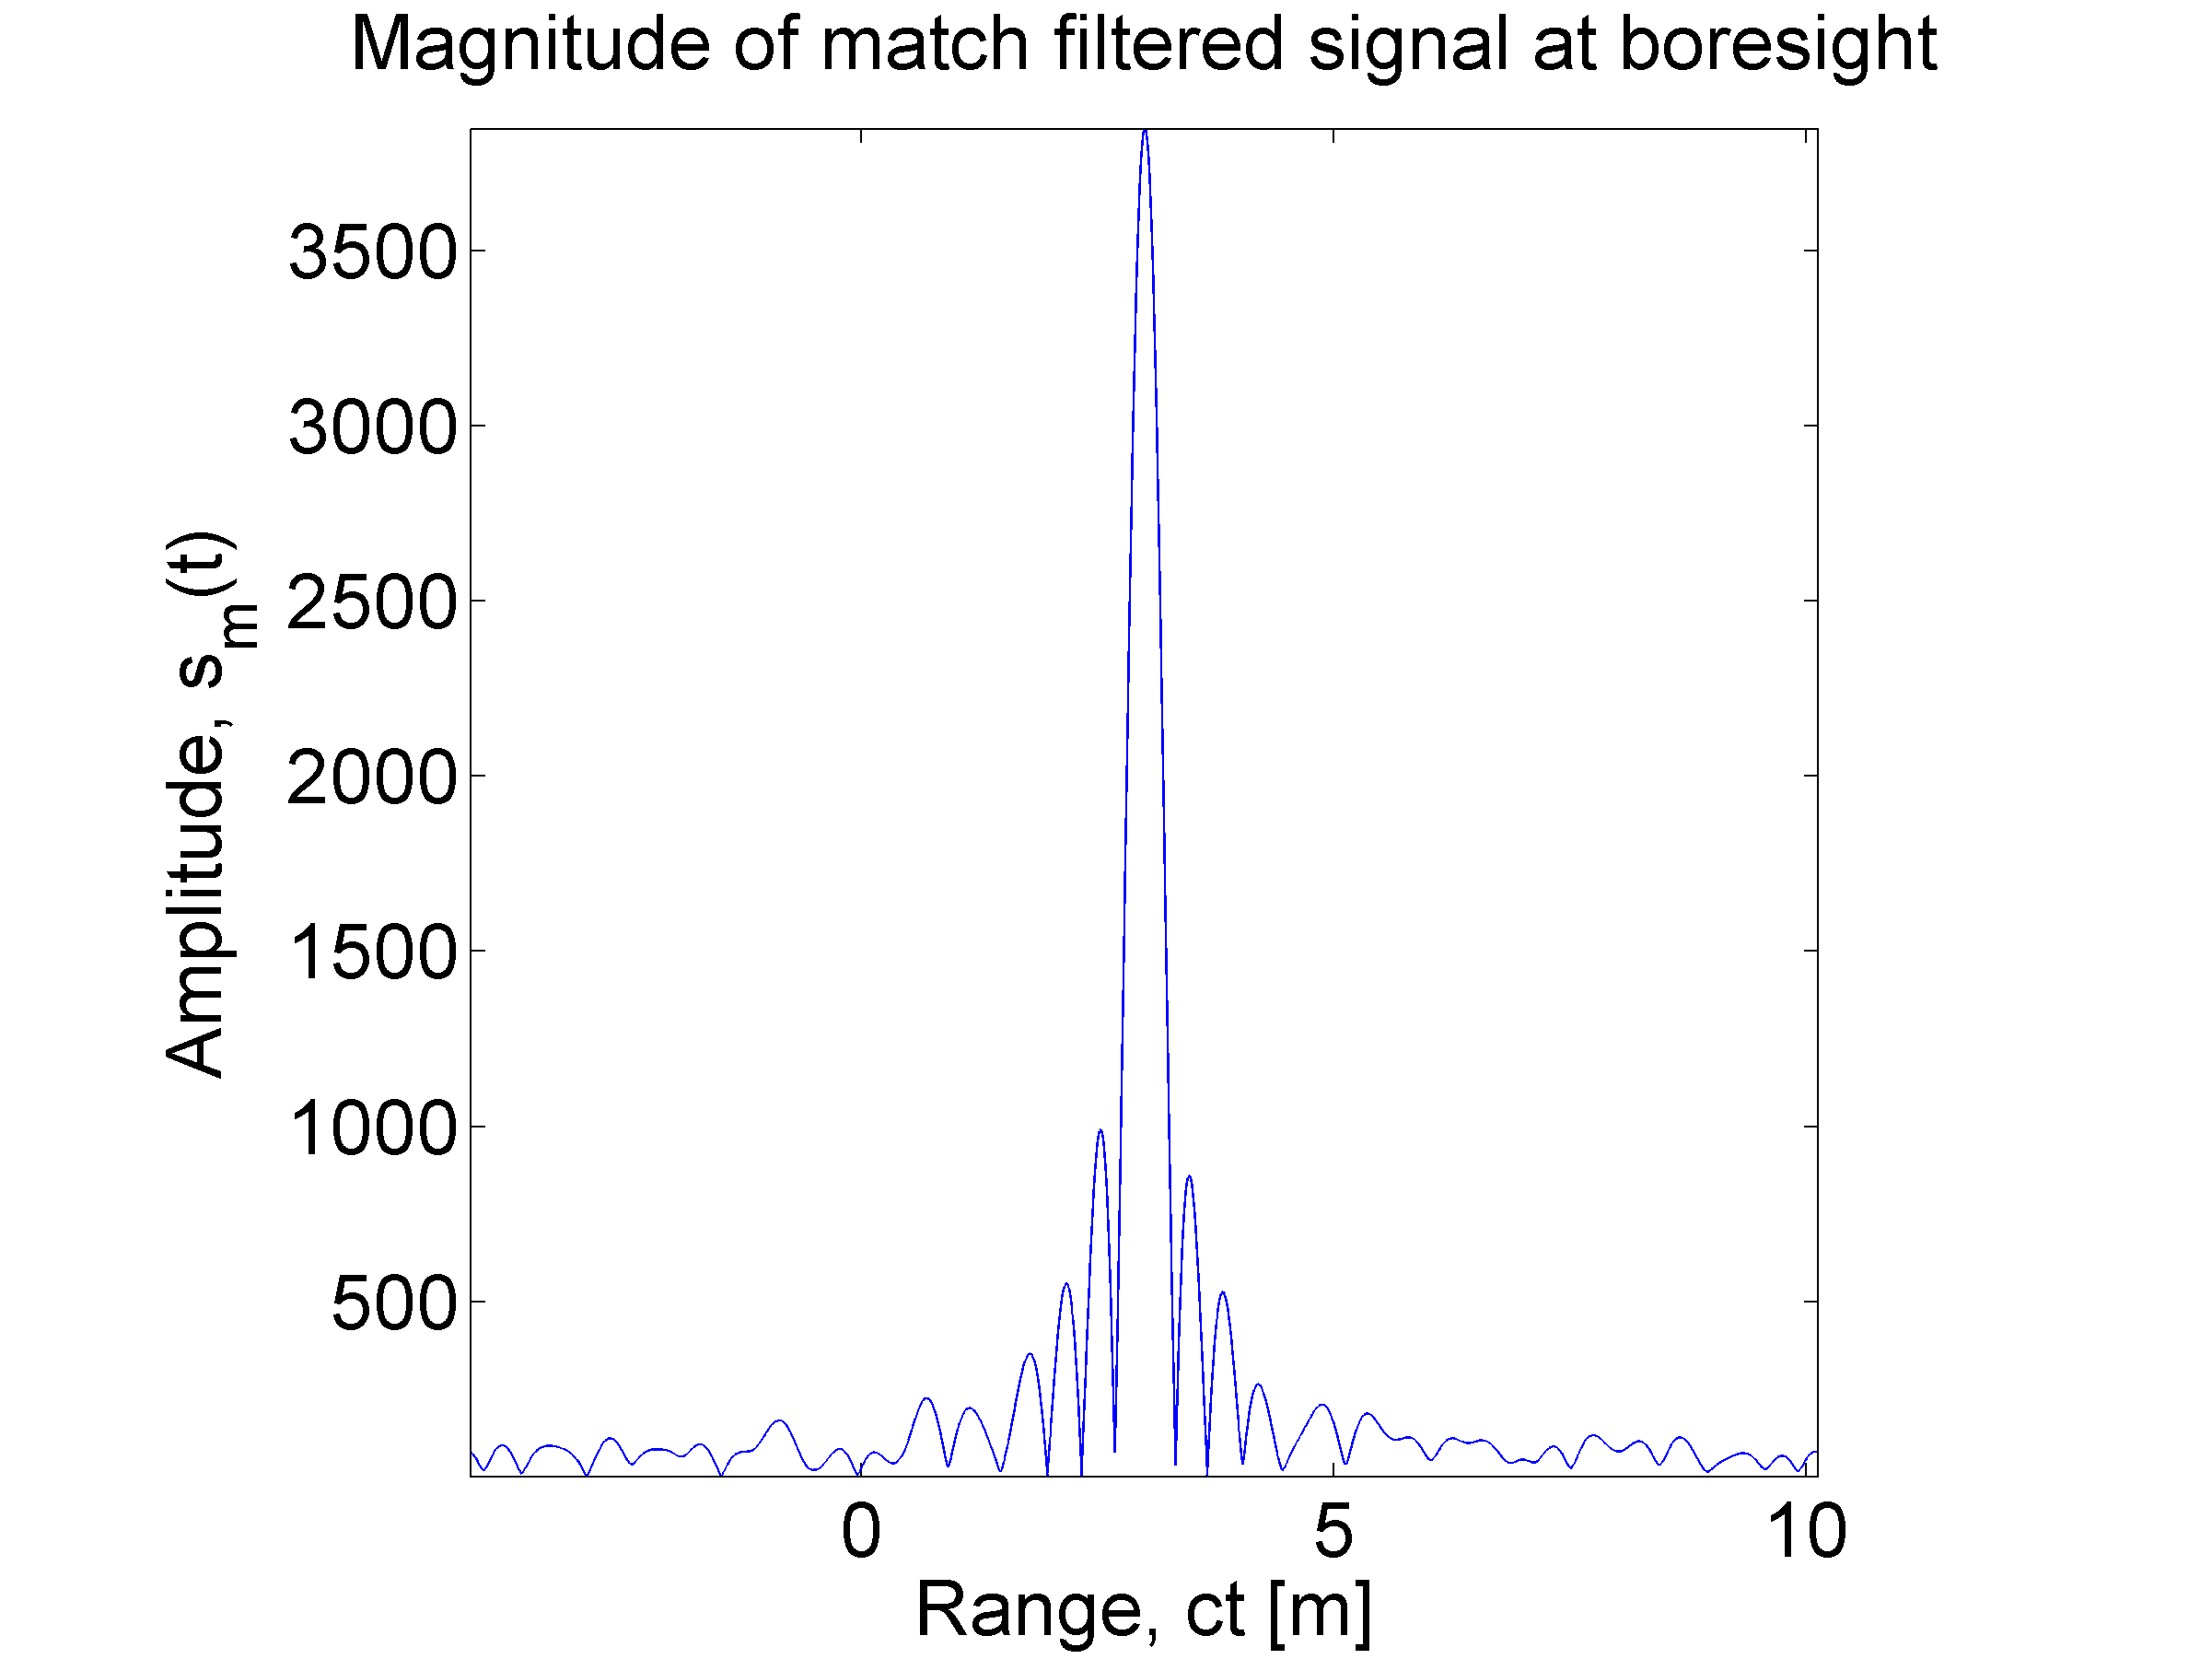 Magnitude of match filtered signal at boresight
3500
3000
2500
2000
1500
1000
500
Amplitude, s_m(t)
0 5 10
Range, ct [m]